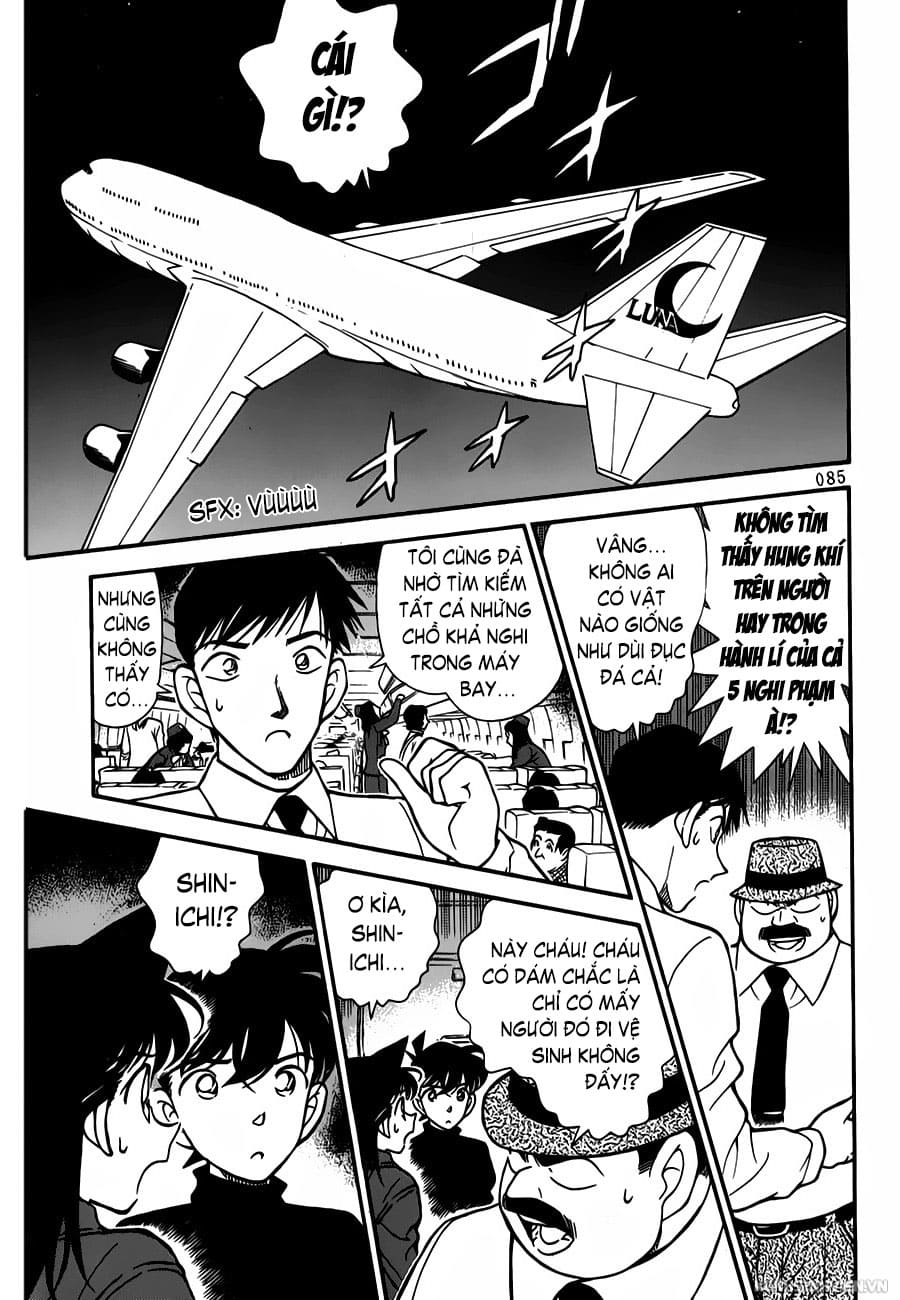 CÁI
GÌ!?
LUNA
SFX: VÙÙÙÙ
085
KHÔNG TÌM
THẤY HUNG KHÍ
TRÊN NGƯỜI
HAY TRONG
HÀNH LÍ CỦA CẢ
5 NGHI PHẠM
À!?
VÂNG...
KHÔNG AI
CÓ VẬT
NÀO GIỐNG
NHƯ DÙI ĐỤC
ĐÁ CẢ!
TÔI CŨNG ĐÃ
NHỜ TÌM KIẾM
TẤT CẢ NHỮNG
CHỖ KHẢ NGHI
TRONG MÁY
BAY...
NHƯNG
CŨNG
KHÔNG
THẤY
CÓ...
NÀY CHÁU! CHÁU
CÓ DÁM CHẮC LÀ
CHỈ CÓ MẤY
NGƯỜI ĐÓ ĐI VỆ
SINH KHÔNG
ĐẤY!?
Ơ KÌA,
SHIN-
ICHI...
SHIN-
ICHI!?